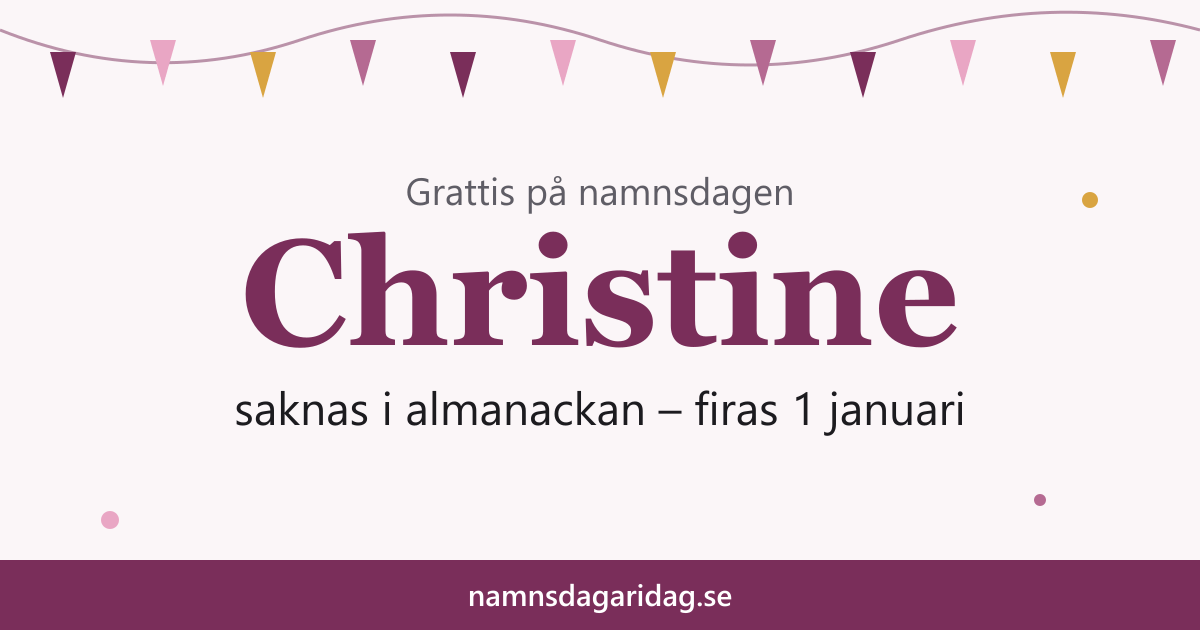 Grattis på namnsdagen
Christine
saknas i almanackan – firas 1 januari
namnsdagaridag.se